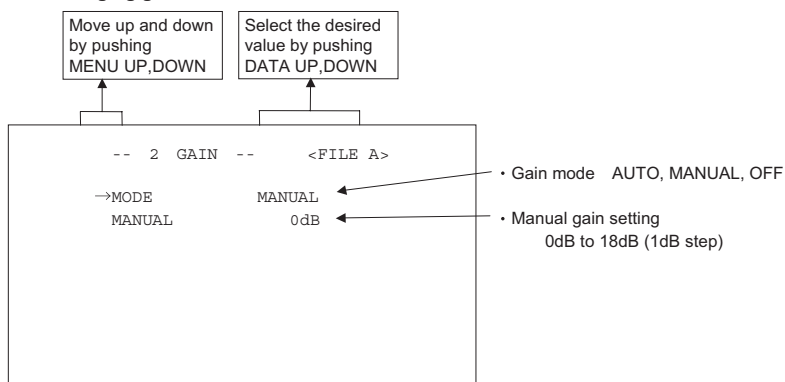 Move up and down
by pushing
MENU UP,DOWN
Select the desired
value by pushing
DATA UP,DOWN
-- 2 GAIN -- <FILE A>
→MODE MANUAL
MANUAL 0dB
・Gain mode AUTO, MANUAL, OFF
・Manual gain setting
0dB to 18dB (1dB step)